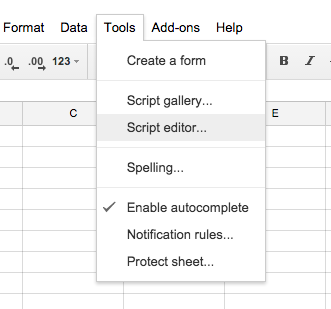 Format Data Tools Add-ons Help
.0 .00 123 B I
Create a form
C E
Script gallery...
Script editor...
Spelling...
Enable autocomplete
Notification rules...
Protect sheet...